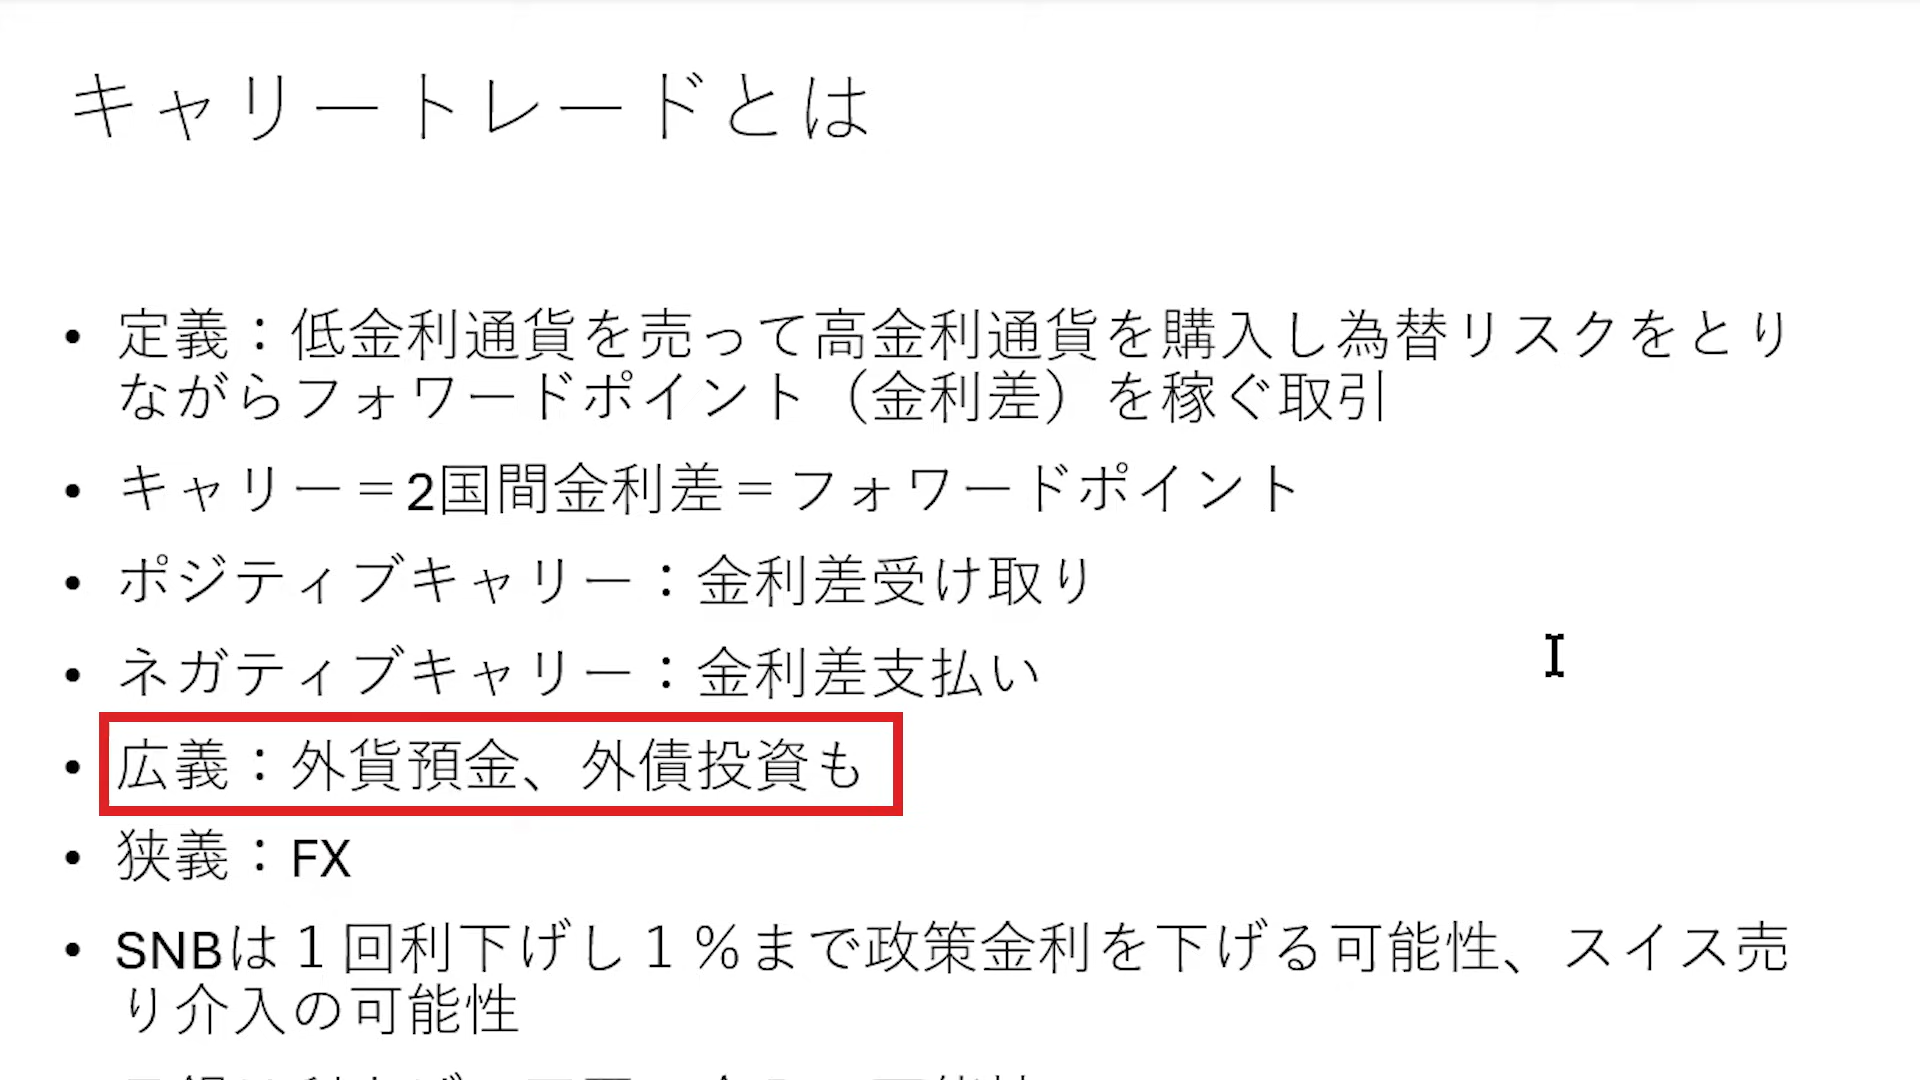 キャリートレードとは
• 定義：低金利通貨を売って高金利通貨を購入し為替リスクをとり
ながらフォワードポイント（金利差）を稼ぐ取引
• キャリー＝2国間金利差＝フォワードポイント
• ポジティブキャリー：金利差受け取り
• ネガティブキャリー：金利差支払い
• 広義：外貨預金、外債投資も
• 狭義：FX
• SNBは１回利下げし１％まで政策金利を下げる可能性、スイス売
り介入の可能性